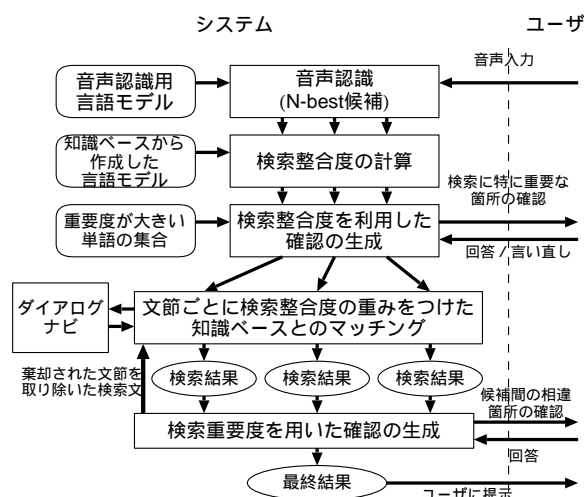 システム
ユーザ
音声認識用
言語モデル
音声認識
(N-best候補)
音声入力
知識ベースから
作成した
言語モデル
検索整合度の計算
重要度が大きい
単語の集合
検索整合度を利用した
確認の生成
検索に特に重要な
箇所の確認
回答 / 言い直し
ダイアログ
ナビ
文節ごとに検索整合度の重みをつけた
知識ベースとのマッチング
棄却された文節を
取り除いた検索文
検索結果
検索結果
検索結果
検索重要度を用いた確認の生成
候補間の相違
箇所の確認
回答
最終結果
ユーザに提示